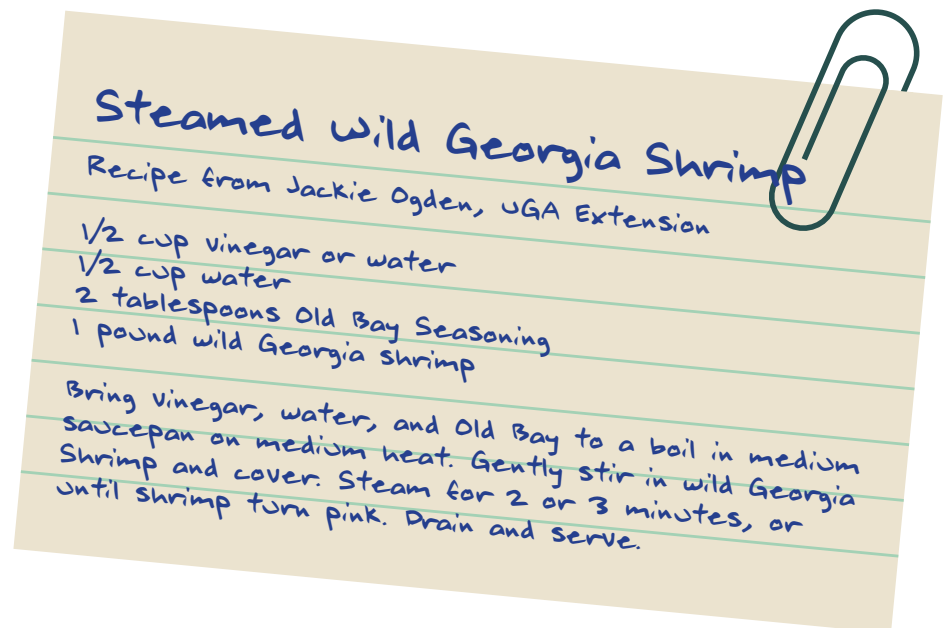 Steamed Wild Georgia Shrimp
Recipe from Jackie Ogden, UGA Extension
1/2 cup vinegar or water
1/2 cup water
2 tablespoons Old Bay Seasoning
1 pound wild Georgia shrimp
Bring vinegar, water, and Old Bay to a boil in medium
saucepan on medium heat. Gently stir in wild Georgia
Shrimp and cover. Steam for 2 or 3 minutes, or
until shrimp turn pink. Drain and serve.